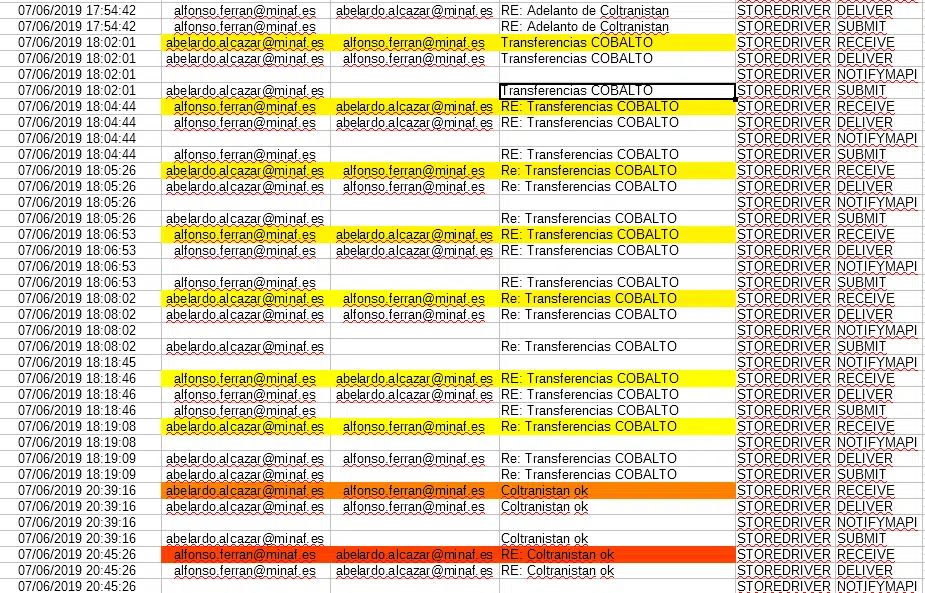 07/06/2019 17:54:42 alfonso.ferran@minaf.es abelardo.alcazar@minaf.es RE: Adelanto de Coltranistan STOREDRIVER DELIVER
07/06/2019 17:54:42 alfonso.ferran@minaf.es RE: Adelanto de Coltranistan STOREDRIVER SUBMIT
07/06/2019 18:02:01 abelardo.alcazar@minaf.es alfonso.ferran@minaf.es Transferencias COBALTO STOREDRIVER RECEIVE
07/06/2019 18:02:01 abelardo.alcazar@minaf.es alfonso.ferran@minaf.es Transferencias COBALTO STOREDRIVER DELIVER
07/06/2019 18:02:01 STOREDRIVER NOTIFYMAPI
07/06/2019 18:02:01 abelardo.alcazar@minaf.es Transferencias COBALTO STOREDRIVER SUBMIT
07/06/2019 18:04:44 alfonso.ferran@minaf.es abelardo.alcazar@minaf.es RE: Transferencias COBALTO STOREDRIVER RECEIVE
07/06/2019 18:04:44 alfonso.ferran@minaf.es abelardo.alcazar@minaf.es RE: Transferencias COBALTO STOREDRIVER DELIVER
07/06/2019 18:04:44 STOREDRIVER NOTIFYMAPI
07/06/2019 18:04:44 alfonso.ferran@minaf.es RE: Transferencias COBALTO STOREDRIVER SUBMIT
07/06/2019 18:05:26 abelardo.alcazar@minaf.es alfonso.ferran@minaf.es Re: Transferencias COBALTO STOREDRIVER RECEIVE
07/06/2019 18:05:26 abelardo.alcazar@minaf.es alfonso.ferran@minaf.es Re: Transferencias COBALTO STOREDRIVER DELIVER
07/06/2019 18:05:26 STOREDRIVER NOTIFYMAPI
07/06/2019 18:05:26 abelardo.alcazar@minaf.es Re: Transferencias COBALTO STOREDRIVER SUBMIT
07/06/2019 18:06:53 alfonso.ferran@minaf.es abelardo.alcazar@minaf.es RE: Transferencias COBALTO STOREDRIVER RECEIVE
07/06/2019 18:06:53 alfonso.ferran@minaf.es abelardo.alcazar@minaf.es RE: Transferencias COBALTO STOREDRIVER DELIVER
07/06/2019 18:06:53 STOREDRIVER NOTIFYMAPI
07/06/2019 18:06:53 alfonso.ferran@minaf.es RE: Transferencias COBALTO STOREDRIVER SUBMIT
07/06/2019 18:08:02 abelardo.alcazar@minaf.es alfonso.ferran@minaf.es Re: Transferencias COBALTO STOREDRIVER RECEIVE
07/06/2019 18:08:02 abelardo.alcazar@minaf.es alfonso.ferran@minaf.es Re: Transferencias COBALTO STOREDRIVER DELIVER
07/06/2019 18:08:02 STOREDRIVER NOTIFYMAPI
07/06/2019 18:08:02 abelardo.alcazar@minaf.es Re: Transferencias COBALTO STOREDRIVER SUBMIT
07/06/2019 18:18:45 STOREDRIVER NOTIFYMAPI
07/06/2019 18:18:46 alfonso.ferran@minaf.es abelardo.alcazar@minaf.es RE: Transferencias COBALTO STOREDRIVER RECEIVE
07/06/2019 18:18:46 alfonso.ferran@minaf.es abelardo.alcazar@minaf.es RE: Transferencias COBALTO STOREDRIVER DELIVER
07/06/2019 18:18:46 alfonso.ferran@minaf.es RE: Transferencias COBALTO STOREDRIVER SUBMIT
07/06/2019 18:19:08 abelardo.alcazar@minaf.es alfonso.ferran@minaf.es Re: Transferencias COBALTO STOREDRIVER RECEIVE
07/06/2019 18:19:08 STOREDRIVER NOTIFYMAPI
07/06/2019 18:19:09 abelardo.alcazar@minaf.es alfonso.ferran@minaf.es Re: Transferencias COBALTO STOREDRIVER DELIVER
07/06/2019 18:19:09 abelardo.alcazar@minaf.es Re: Transferencias COBALTO STOREDRIVER SUBMIT
07/06/2019 20:39:16 abelardo.alcazar@minaf.es alfonso.ferran@minaf.es Coltranistan ok STOREDRIVER RECEIVE
07/06/2019 20:39:16 abelardo.alcazar@minaf.es alfonso.ferran@minaf.es Coltranistan ok STOREDRIVER DELIVER
07/06/2019 20:39:16 STOREDRIVER NOTIFYMAPI
07/06/2019 20:39:16 abelardo.alcazar@minaf.es Coltranistan ok STOREDRIVER SUBMIT
07/06/2019 20:45:26 alfonso.ferran@minaf.es abelardo.alcazar@minaf.es RE: Coltranistan ok STOREDRIVER RECEIVE
07/06/2019 20:45:26 alfonso.ferran@minaf.es abelardo.alcazar@minaf.es RE: Coltranistan ok STOREDRIVER DELIVER
07/06/2019 20:45:26 STOREDRIVER NOTIFYMAPI